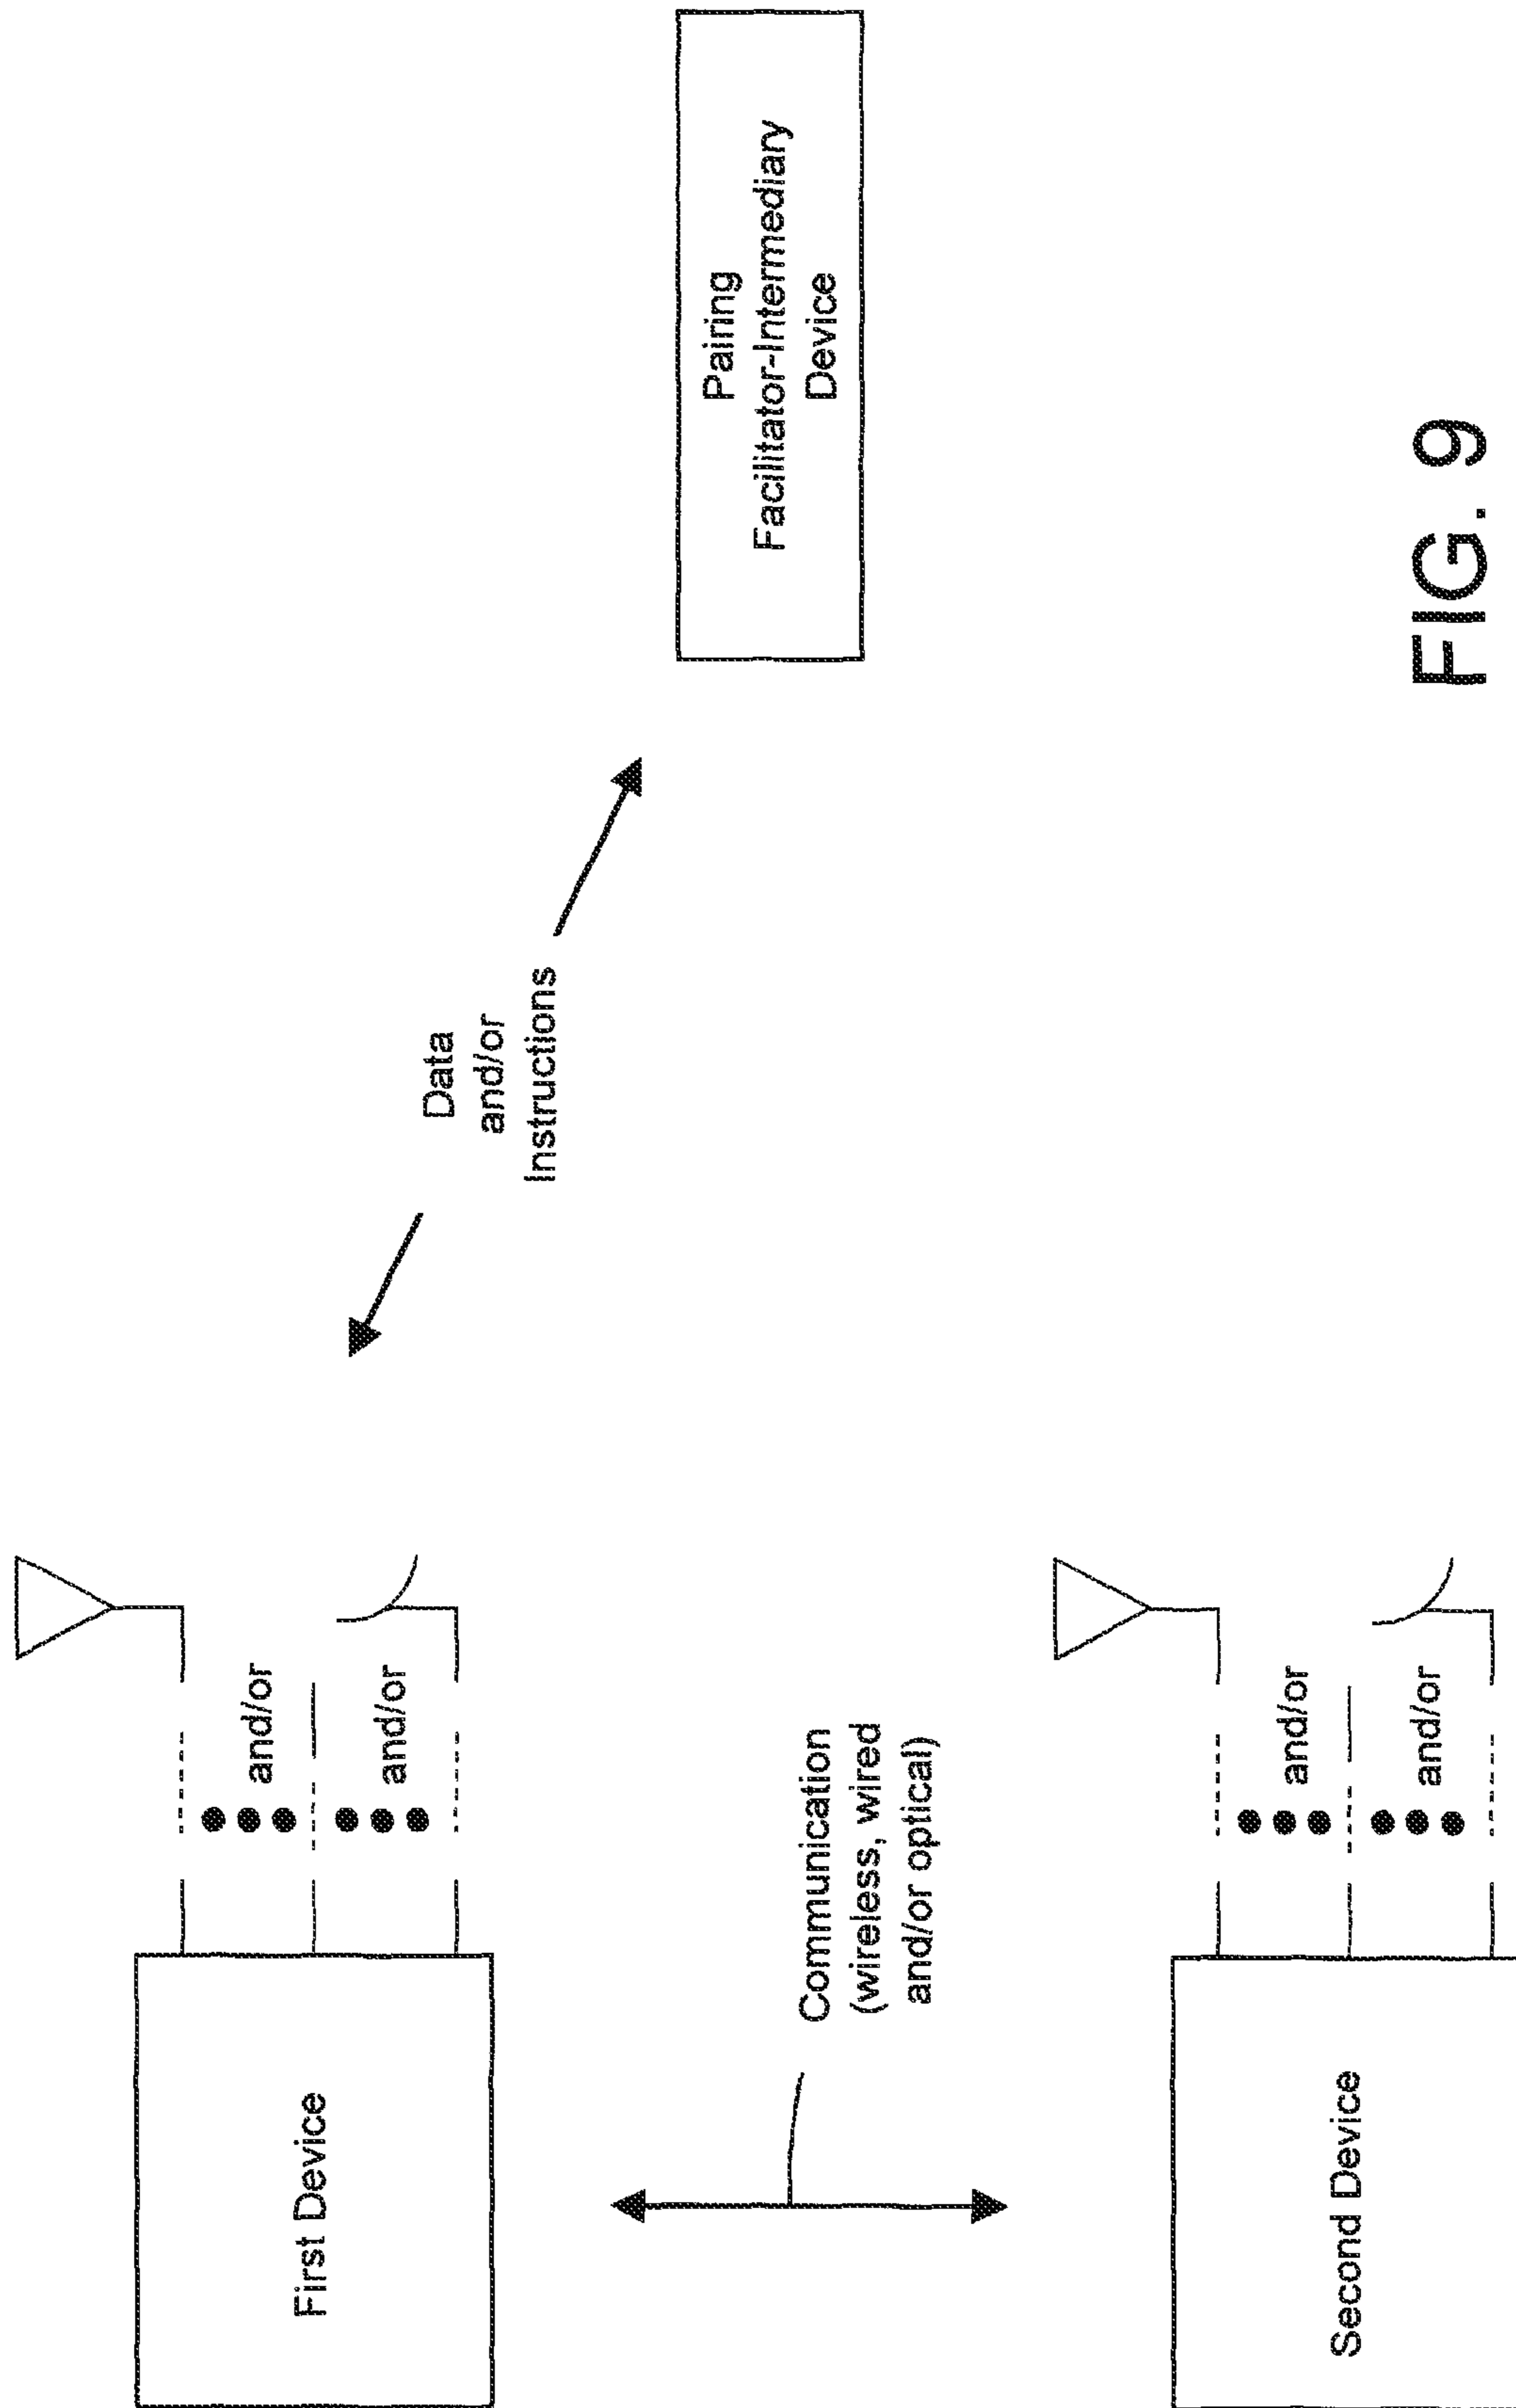 First Device
and/or
and/or
Data
and/or
Instructions
Pairing
Facilitator-Intermediary
Device
Communication
(wireless, wired
and/or optical)
Second Device
and/or
and/or
FIG. 9